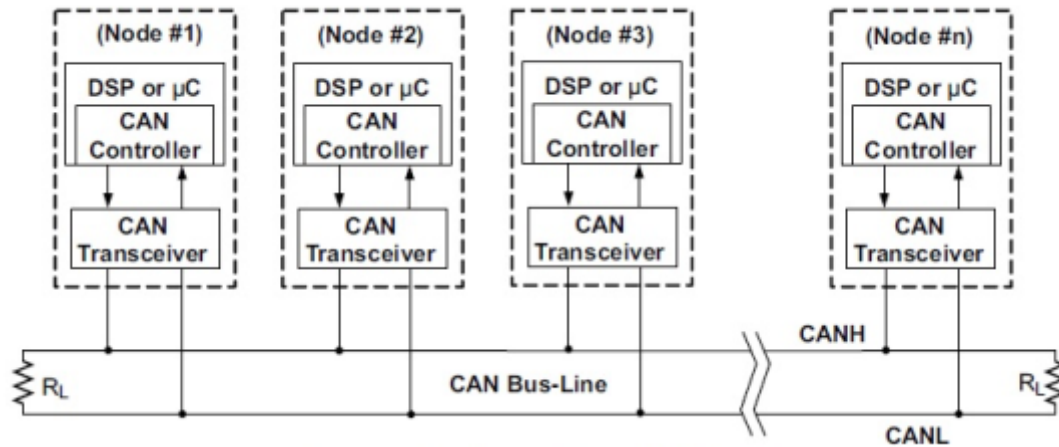 (Node #1)
DSP or µC
CAN
Controller
CAN
Transceiver
(Node #2)
DSP or µC
CAN
Controller
CAN
Transceiver
(Node #3)
DSP or µC
CAN
Controller
CAN
Transceiver
(Node #n)
DSP or µC
CAN
Controller
CAN
Transceiver
CANH
RL
CAN Bus-Line
RL
CANL